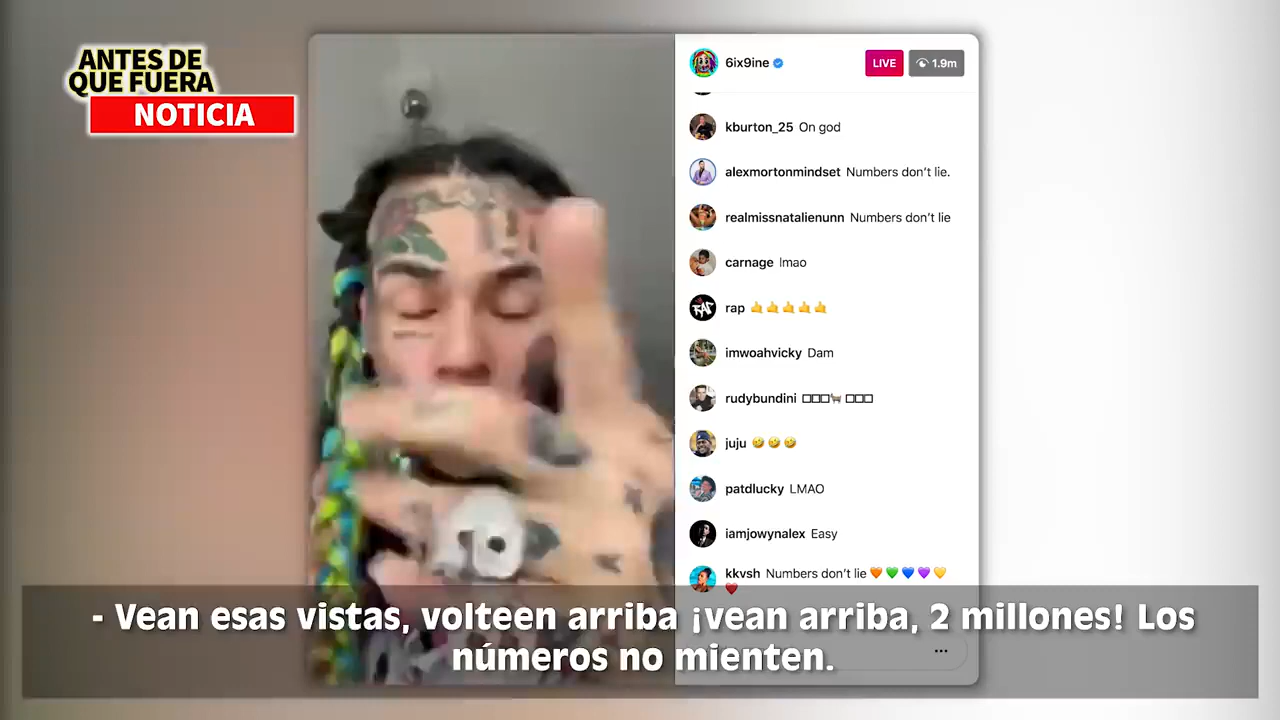 ANTES DE
QUE FUERA
NOTICIA
6ix9ine
LIVE 1.9m
kburton_25 On god
alexmortonmindset Numbers don't lie.
realmissnatalienunn Numbers don't lie
carnage lmao
rap 🤙🤙🤙🤙🤙
imwoahvicky Dam
rudybundini □□□🐐□□□
juju 🤣🤣🤣
patdlucky LMAO
iamjowynalex Easy
kkvsh Numbers don't lie 🧡💚💙💜💛
❤️
- Vean esas vistas, volteen arriba ¡vean arriba, 2 millones! Los
números no mienten.